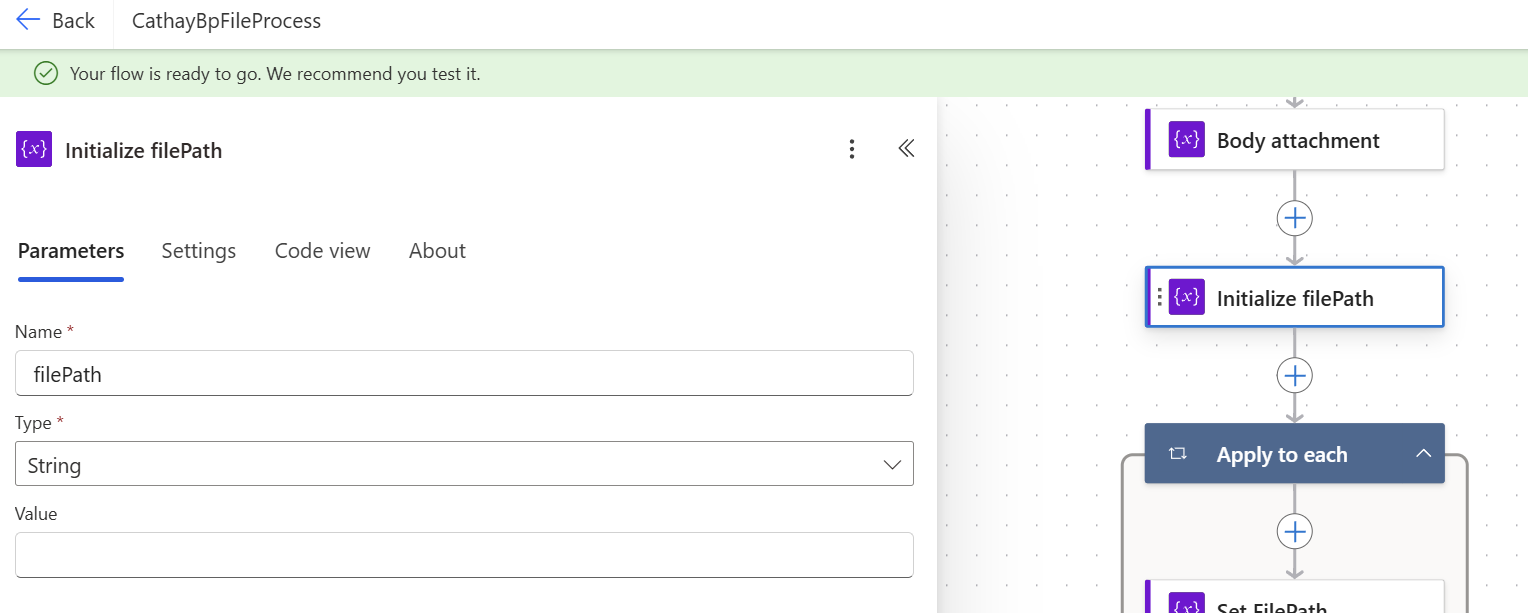 Back
CathayBpFileProcess
Your flow is ready to go. We recommend you test it.
{x} Initialize filePath
Parameters Settings Code view About
Name *
filePath
Type *
String
Value
{x} Body attachment
{x} Initialize filePath
Apply to each
{x} Set FilePath